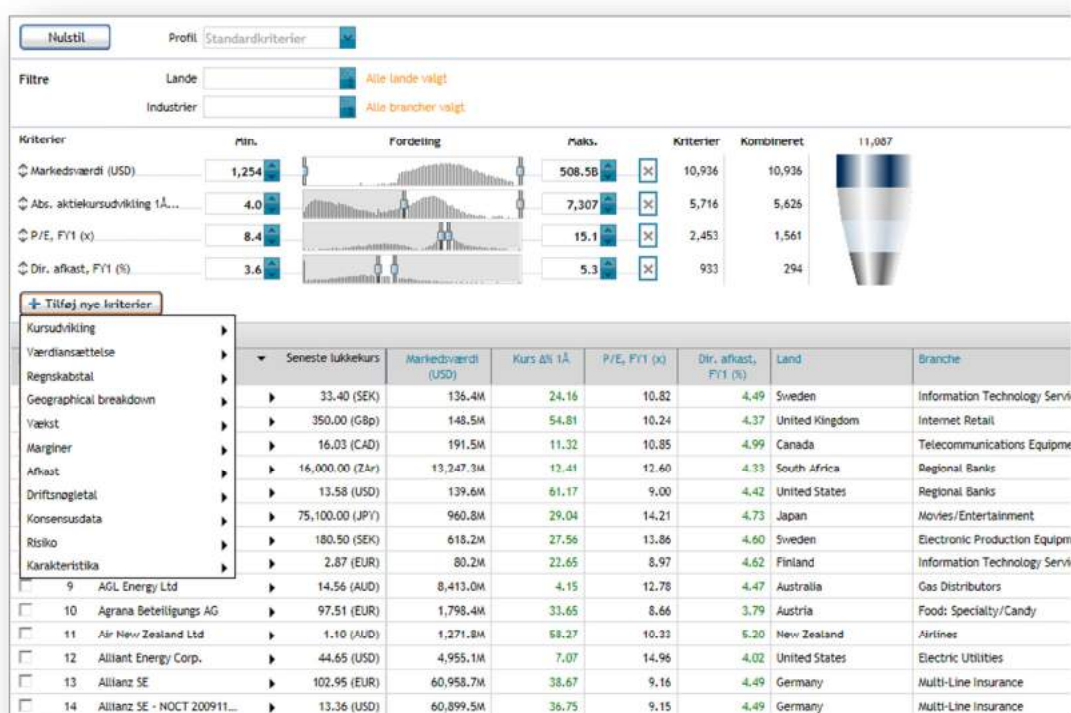 Nulstil Profil Standardkriterier
Filtre Lande Alle lande valgt
Industrier Alle brancher valgt
Kriterier Min. Fordeling Maks. Kriterier Kombineret 11,087
Markedsværdi (USD) 1,254 508.5B 10,936 10,936
Abs. aktiekursudvikling 1Å... 4.0 7,307 5,716 5,626
P/E, FY1 (x) 8.4 15.1 2,453 1,561
Dir. afkast, FY1 (%) 3.6 5.3 933 294
+ Tilføj nye kriterier
Kursudvikling
Værdiansættelse
Regnskabstal
Geographical breakdown
Vækst
Marginer
Afkast
Driftsnøgletal
Konsensusdata
Risiko
Karakteristika
Seneste lukkekurs Markedsværdi (USD) Kurs Δ% 1Å P/E, FY1 (x) Dir. afkast, FY1 (%) Land Branche
33.40 (SEK) 136.4M 24.16 10.82 4.49 Sweden Information Technology Servi
350.00 (GBp) 148.5M 54.81 10.24 4.37 United Kingdom Internet Retail
16.03 (CAD) 191.5M 11.32 10.85 4.99 Canada Telecommunications Equipme
16,000.00 (ZAr) 13,247.3M 12.41 12.60 4.33 South Africa Regional Banks
13.58 (USD) 139.6M 61.17 9.00 4.42 United States Regional Banks
75,100.00 (JPY) 960.8M 29.04 14.21 4.73 Japan Movies/Entertainment
180.50 (SEK) 618.2M 27.56 13.86 4.60 Sweden Electronic Production Equipm
2.87 (EUR) 80.2M 22.65 8.97 4.62 Finland Information Technology Servi
9 AGL Energy Ltd 14.56 (AUD) 8,413.0M 4.15 12.78 4.47 Australia Gas Distributors
10 Agrana Beteiligungs AG 97.51 (EUR) 1,798.4M 33.65 8.66 3.79 Austria Food: Specialty/Candy
11 Air New Zealand Ltd 1.10 (AUD) 1,271.8M 58.27 10.33 5.20 New Zealand Airlines
12 Alliant Energy Corp. 44.65 (USD) 4,955.1M 7.07 14.96 4.02 United States Electric Utilities
13 Allianz SE 102.95 (EUR) 60,958.7M 38.67 9.16 4.49 Germany Multi-Line Insurance
14 Allianz SE - NOCT 200911... 13.36 (USD) 60,899.5M 36.75 9.15 4.49 Germany Multi-Line Insurance